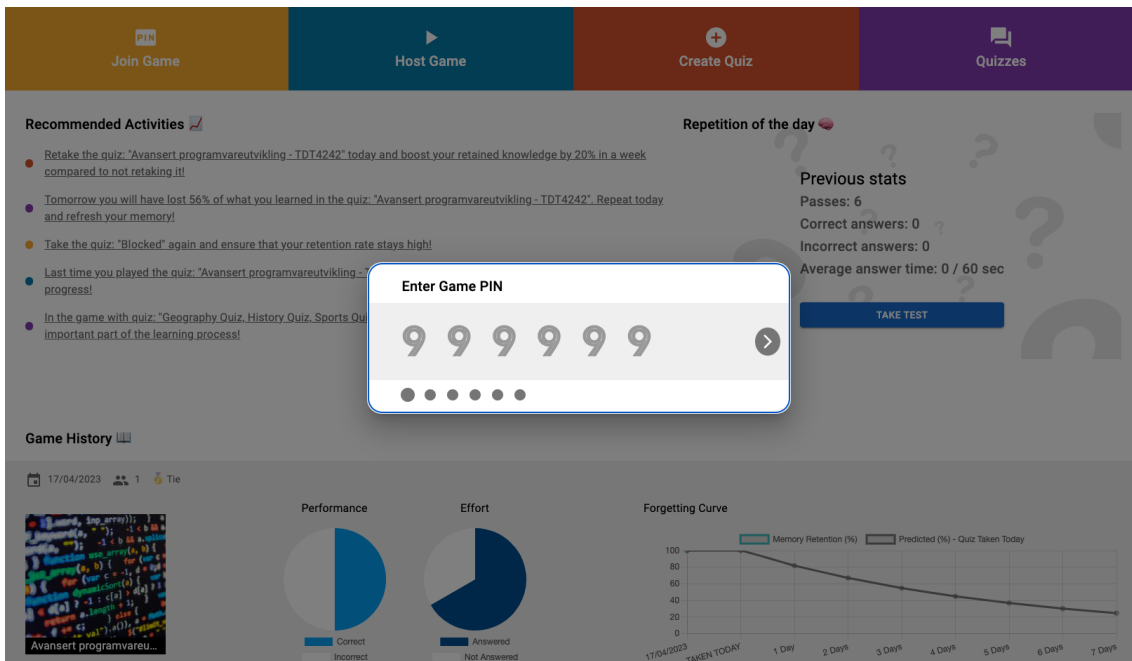 PIN
Join Game
Host Game
Create Quiz
Quizzes
Recommended Activities
Retake the quiz: "Avansert programvareutvikling - TDT4242" today and boost your retained knowledge by 20% in a week
compared to not retaking it!
Tomorrow you will have lost 56% of what you learned in the quiz: "Avansert programvareutvikling - TDT4242". Repeat today
and refresh your memory!
Take the quiz: "Blocked" again and ensure that your retention rate stays high!
Last time you played the quiz: "Avansert programvareutvikling -
progress!
In the game with quiz: "Geography Quiz, History Quiz, Sports
important part of the learning process!
Repetition of the day
Previous stats
Passes: 6
Correct answers: 0
Incorrect answers: 0
Average answer time: 0 / 60 sec
TAKE TEST
Enter Game PIN
9 9 9 9 9 9
Game History
17/04/2023 1 Tie
Avansert programvareu...
Performance
Correct
Incorrect
Effort
Answered
Not Answered
Forgetting Curve
Memory Retention (%) Predicted (%) - Quiz Taken Today
100
80
60
40
20
0
17/04/2023 TAKEN TODAY 1 Day 2 Days 3 Days 4 Days 5 Days 6 Days 7 Days